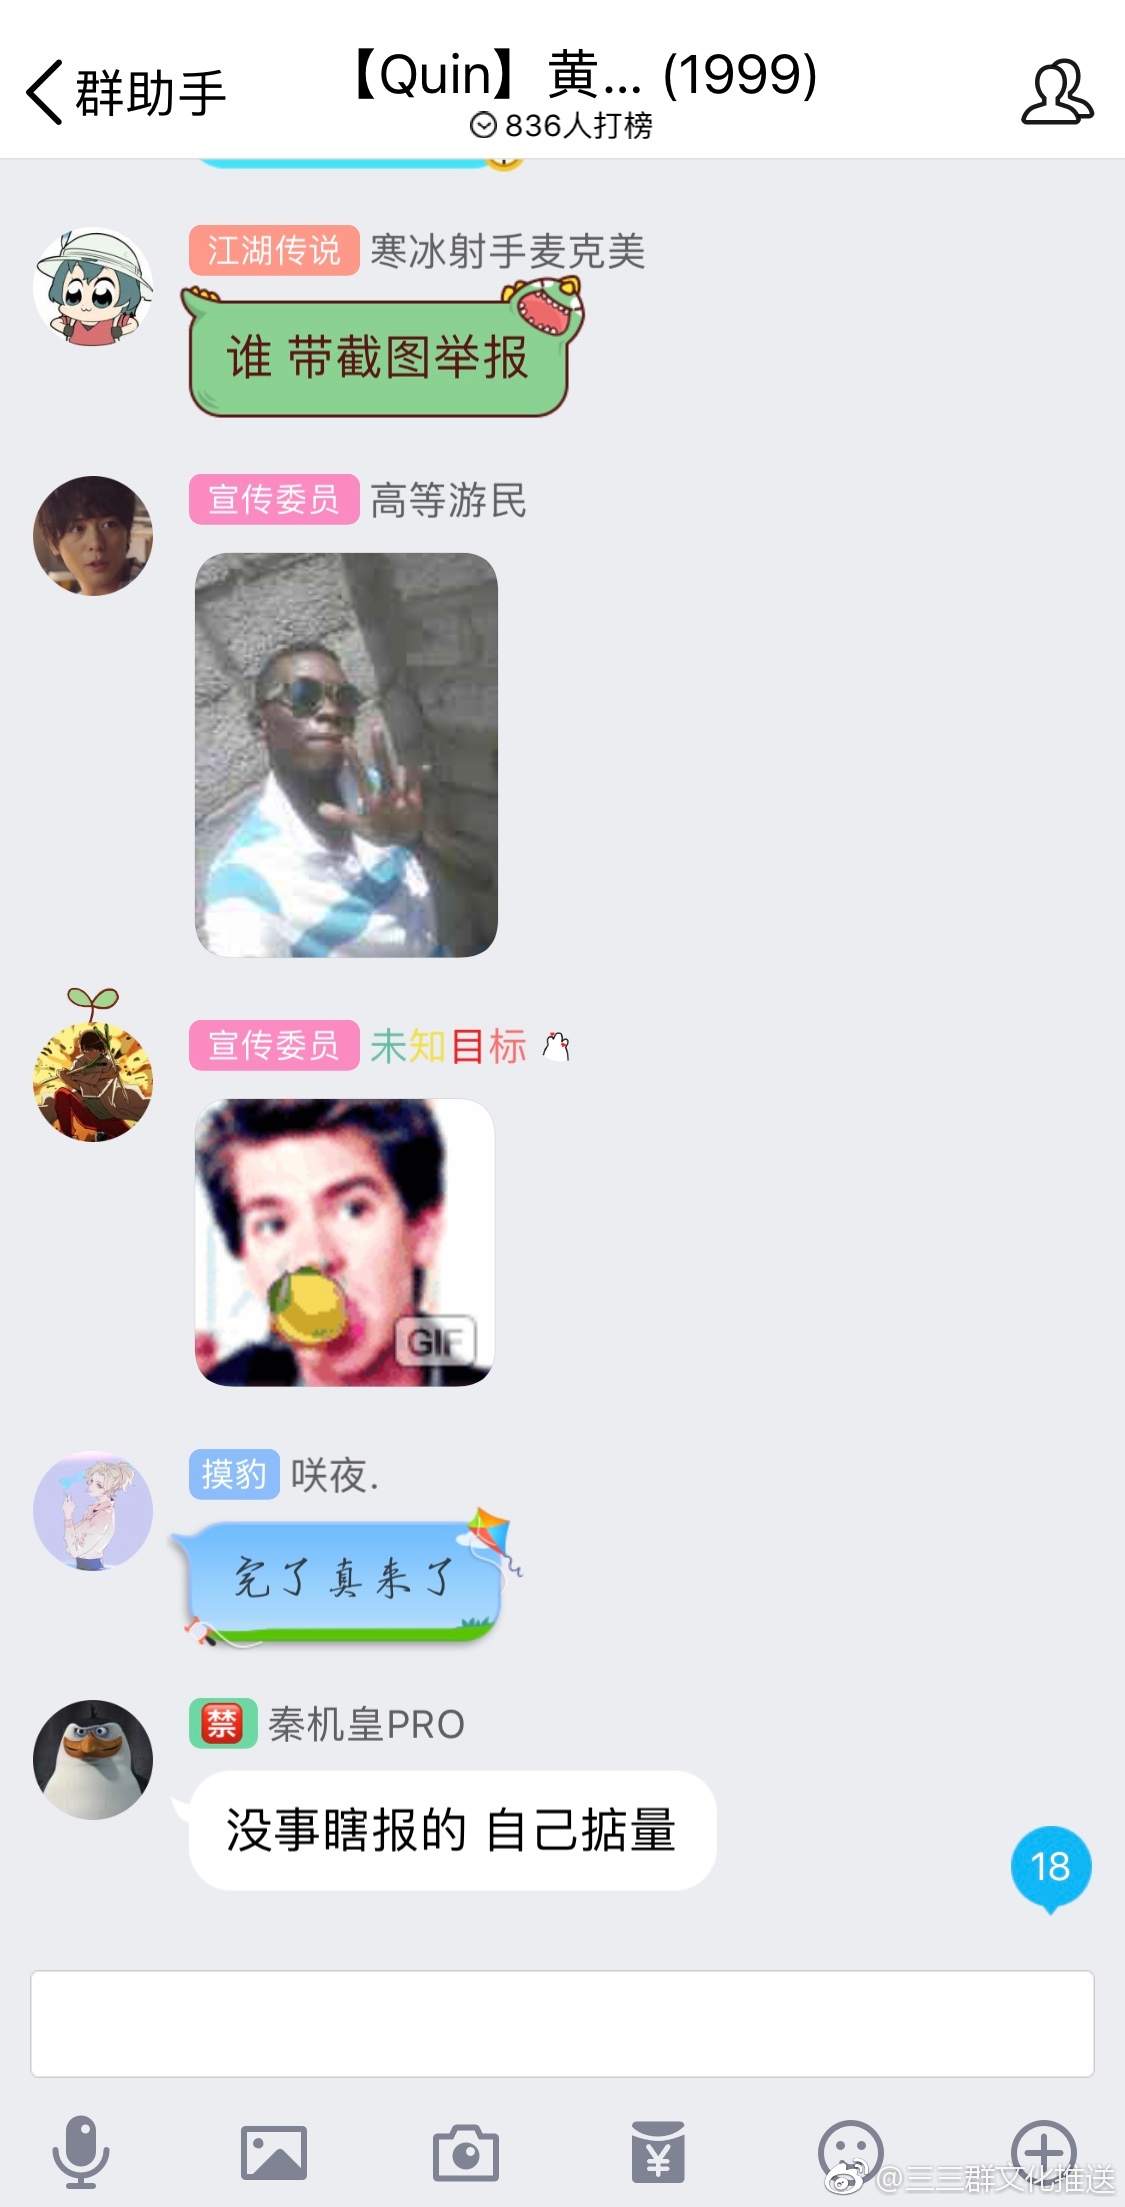 群助手
【Quin】黄... (1999)
836人打榜
江湖传说 寒冰射手麦克美
谁 带截图举报
宣传委员 高等游民
宣传委员 未知目标
GIF
摸豹 咲夜.
完了真来了
禁 秦机皇PRO
没事瞎报的 自己掂量
18
@三三群文化推送